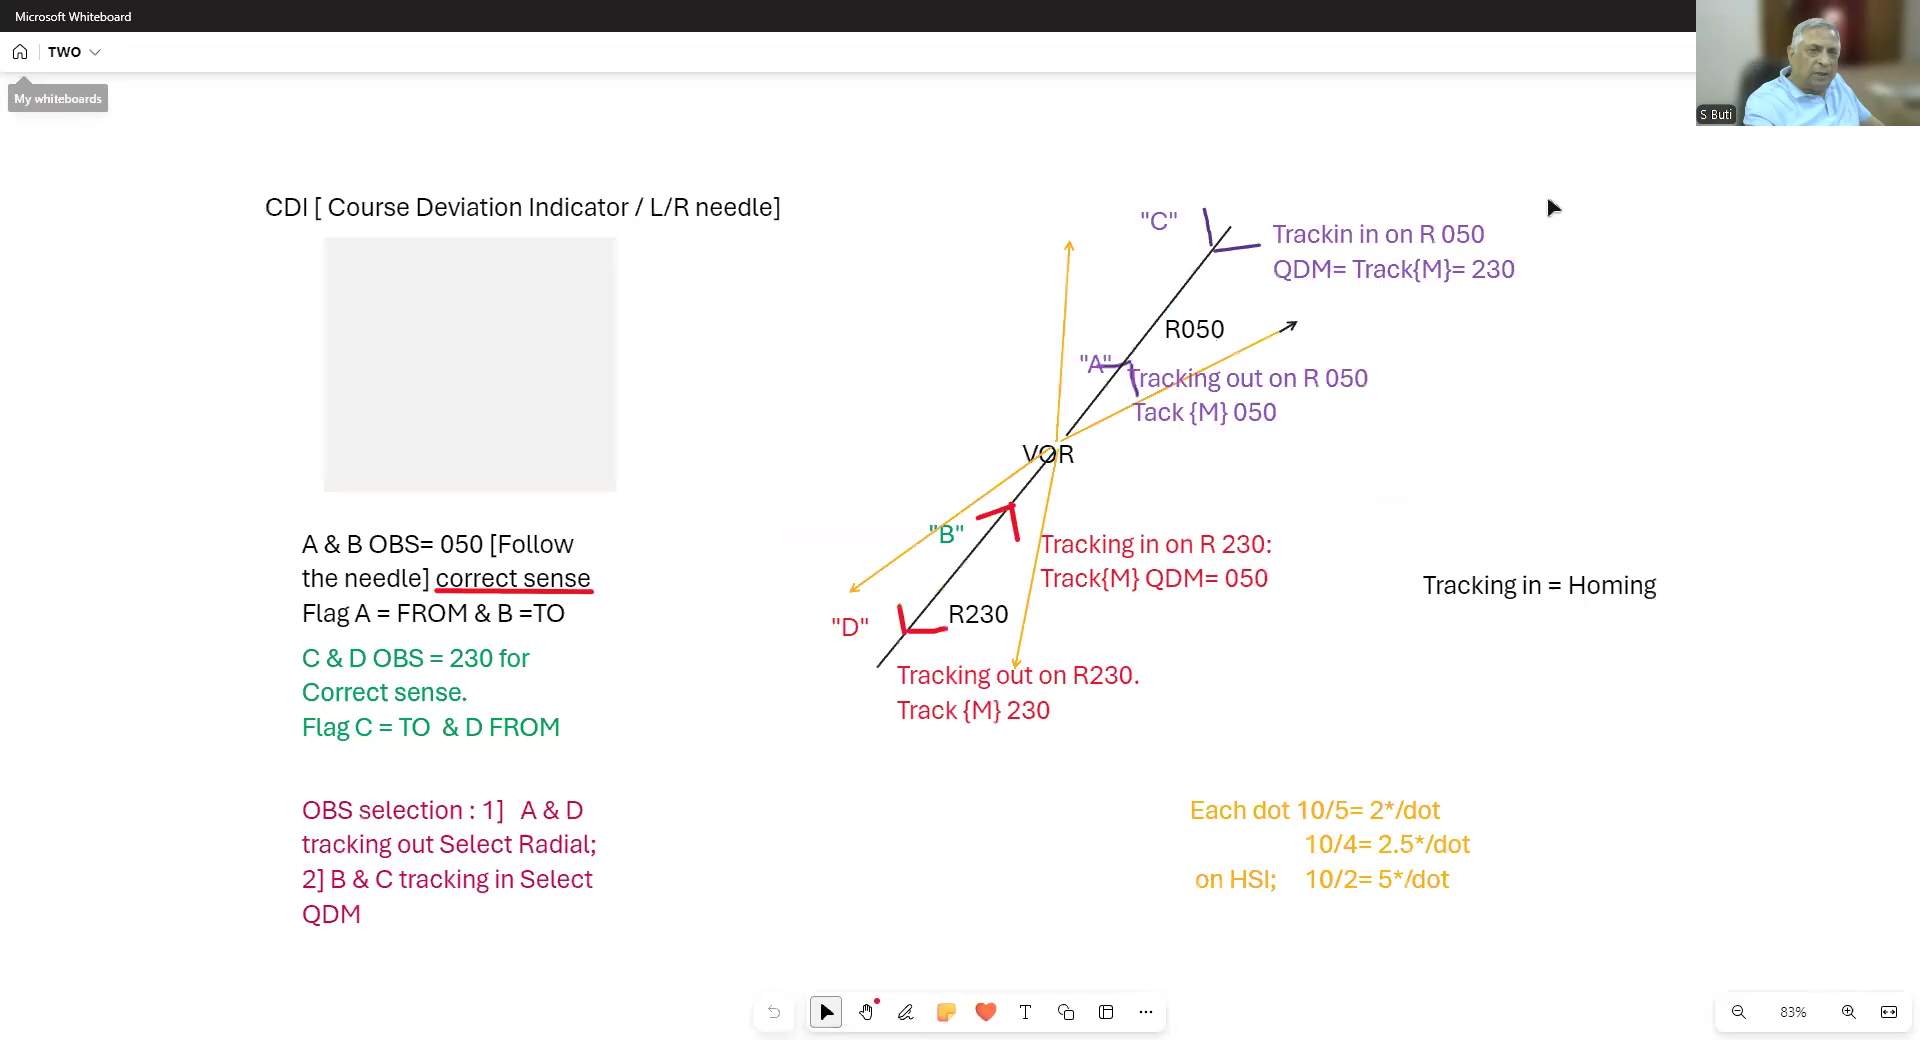 Microsoft Whiteboard
TWO
My whiteboards
S Buti
CDI [ Course Deviation Indicator / L/R needle]
"C"
Trackin in on R 050
QDM= Track{M}= 230
R050
"A"
Tracking out on R 050
Tack {M} 050
VOR
"B"
Tracking in on R 230:
Track{M} QDM= 050
Tracking in = Homing
"D"
R230
Tracking out on R230.
Track {M} 230
A & B OBS= 050 [Follow
the needle] correct sense
Flag A = FROM & B =TO
C & D OBS = 230 for
Correct sense.
Flag C = TO & D FROM
OBS selection : 1] A & D
tracking out Select Radial;
2] B & C tracking in Select
QDM
Each dot 10/5= 2*/dot
10/4= 2.5*/dot
on HSI; 10/2= 5*/dot
83%